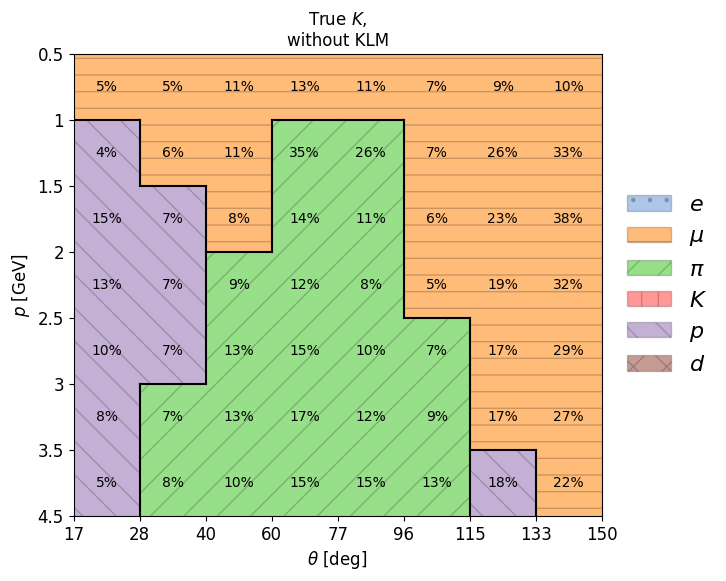 True K,
without KLM
0.5
5% 5% 11% 13% 11% 7% 9% 10%
1
4% 6% 11% 35% 26% 7% 26% 33%
1.5
15% 7% 8% 14% 11% 6% 23% 38%
2
13% 7% 9% 12% 8% 5% 19% 32%
2.5
10% 7% 13% 15% 10% 7% 17% 29%
3
8% 7% 13% 17% 12% 9% 17% 27%
3.5
5% 8% 10% 15% 15% 13% 18% 22%
4.5
p [GeV]
17 28 40 60 77 96 115 133 150
θ [deg]
e
μ
π
K
p
d